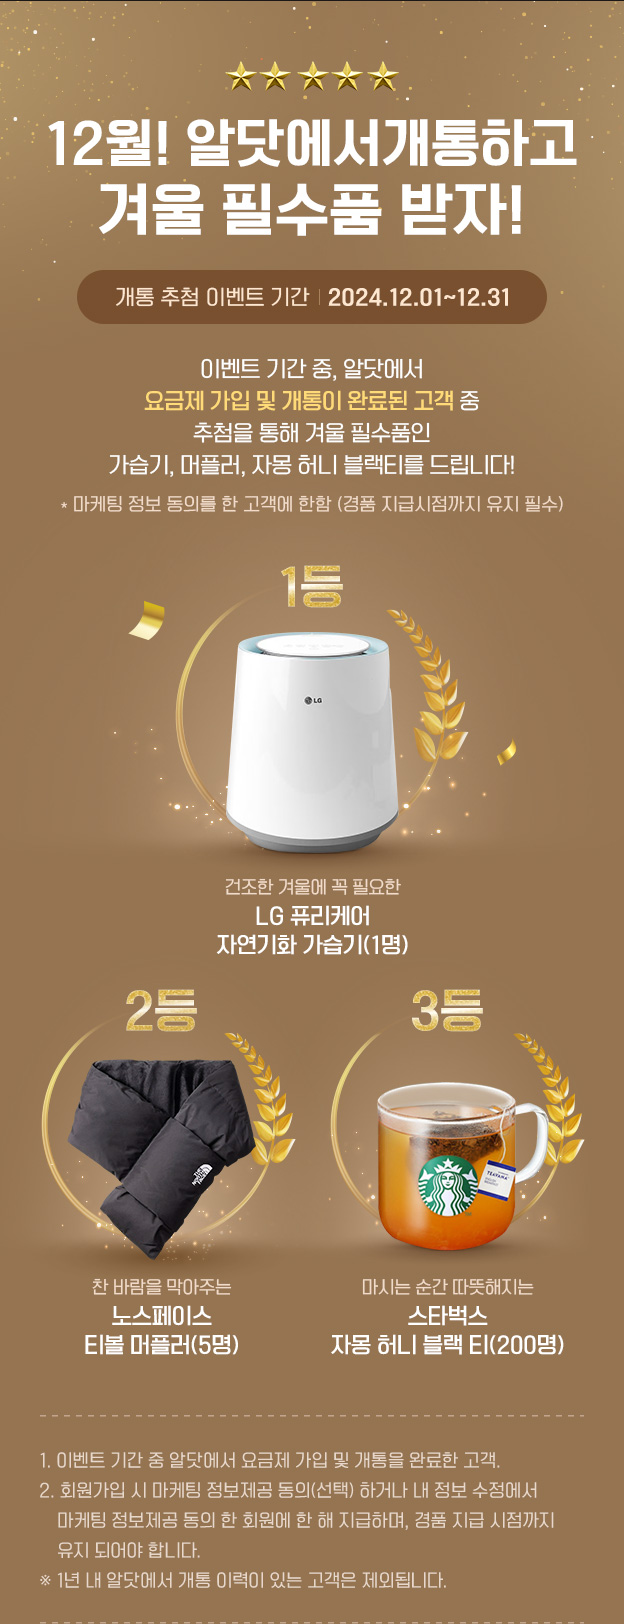 12월! 알닷에서개통하고
겨울 필수품 받자!
개통 추첨 이벤트 기간 | 2024.12.01~12.31
이벤트 기간 중, 알닷에서
요금제 가입 및 개통이 완료된 고객 중
추첨을 통해 겨울 필수품인
가습기, 머플러, 자몽 허니 블랙티를 드립니다!
* 마케팅 정보 동의를 한 고객에 한함 (경품 지급시점까지 유지 필수)
1등
LG
건조한 겨울에 꼭 필요한
LG 퓨리케어
자연기화 가습기(1명)
2등
THE
NORTH
FACE
찬 바람을 막아주는
노스페이스
티볼 머플러(5명)
3등
TEAVANA
마시는 순간 따뜻해지는
스타벅스
자몽 허니 블랙 티(200명)
1. 이벤트 기간 중 알닷에서 요금제 가입 및 개통을 완료한 고객.
2. 회원가입 시 마케팅 정보제공 동의(선택) 하거나 내 정보 수정에서
마케팅 정보제공 동의 한 회원에 한 해 지급하며, 경품 지급 시점까지
유지 되어야 합니다.
※ 1년 내 알닷에서 개통 이력이 있는 고객은 제외됩니다.